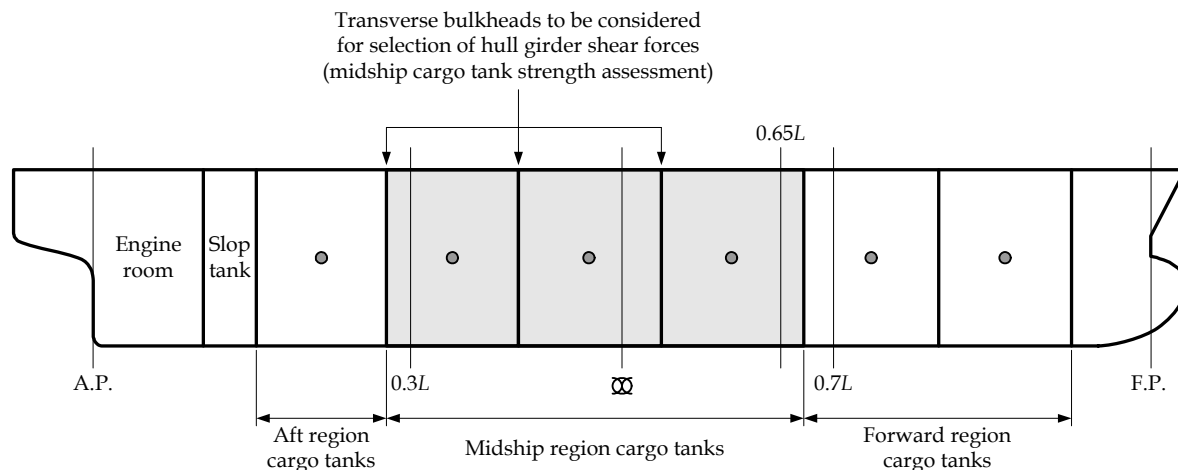 Transverse bulkheads to be considered
for selection of hull girder shear forces
(midship cargo tank strength assessment)
0.65L
Engine
room
Slop
tank
A.P.
0.3L
0.7L
F.P.
Aft region
cargo tanks
Midship region cargo tanks
Forward region
cargo tanks